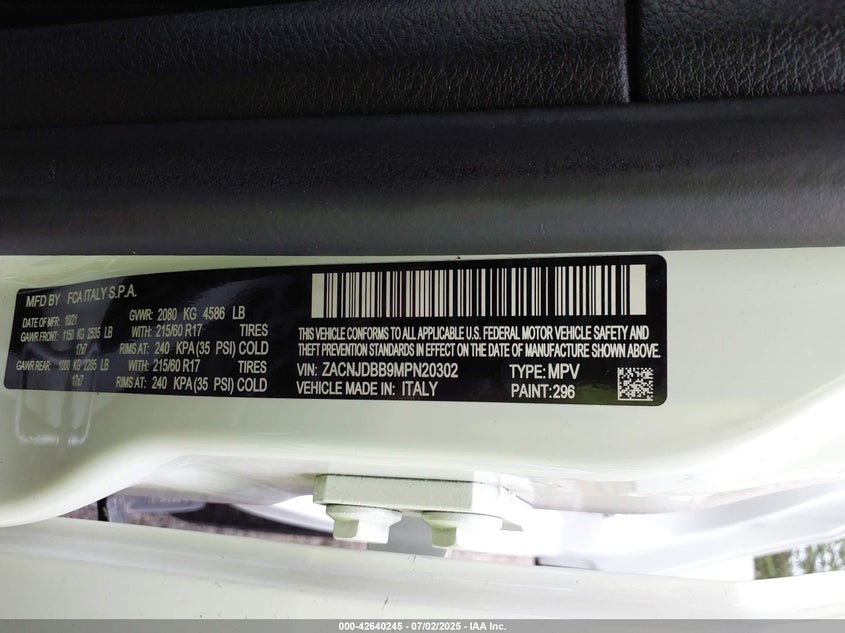 MFD BY FCA ITALY S.P.A.
DATE OF MFR: 10/21 GVWR: 2080 KG 4586 LB
GAWR FRONT: 1150 KG 2535 LB WITH: 215/60 R17 TIRES
17x7 RIMS AT: 240 KPA(35 PSI) COLD
GAWR REAR: 1000 KG 2205 LB WITH: 215/60 R17 TIRES
17x7 RIMS AT: 240 KPA(35 PSI) COLD
THIS VEHICLE CONFORMS TO ALL APPLICABLE U.S. FEDERAL MOTOR VEHICLE SAFETY AND
THEFT PREVENTION STANDARDS IN EFFECT ON THE DATE OF MANUFACTURE SHOWN ABOVE.
VIN: ZACNJDBB9MPN20302 TYPE: MPV
VEHICLE MADE IN: ITALY PAINT: 296
000-42640245 - 07/02/2025 - IAA Inc.